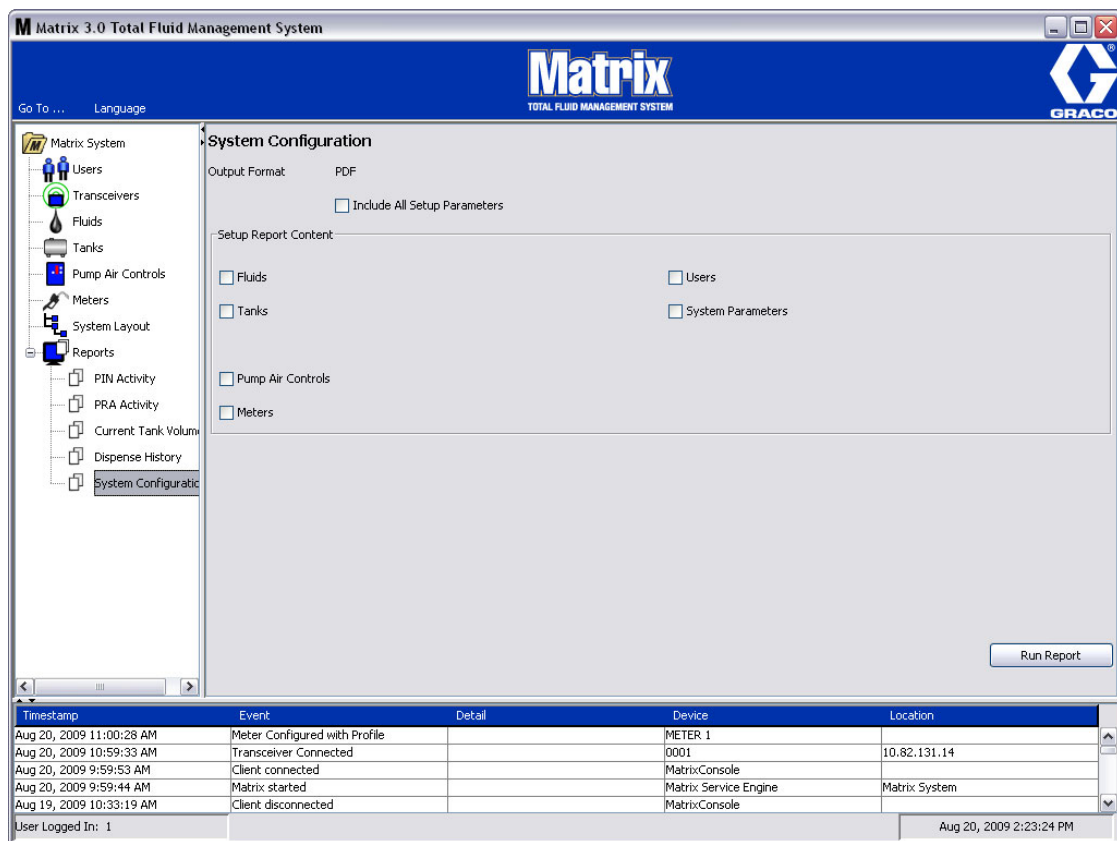 M Matrix 3.0 Total Fluid Management System
Matrix
TOTAL FLUID MANAGEMENT SYSTEM
GRACO
®
Go To ... Language
Matrix System
Users
Transceivers
Fluids
Tanks
Pump Air Controls
Meters
System Layout
Reports
PIN Activity
PRA Activity
Current Tank Volum
Dispense History
System Configuratic
System Configuration
Output Format PDF
Include All Setup Parameters
Setup Report Content
Fluids Users
Tanks System Parameters
Pump Air Controls
Meters
Run Report
Timestamp Event Detail Device Location
Aug 20, 2009 11:00:28 AM Meter Configured with Profile METER 1
Aug 20, 2009 10:59:33 AM Transceiver Connected 0001 10.82.131.14
Aug 20, 2009 9:59:53 AM Client connected MatrixConsole
Aug 20, 2009 9:59:44 AM Matrix started Matrix Service Engine Matrix System
Aug 19, 2009 10:33:19 AM Client disconnected MatrixConsole
User Logged In: 1 Aug 20, 2009 2:23:24 PM